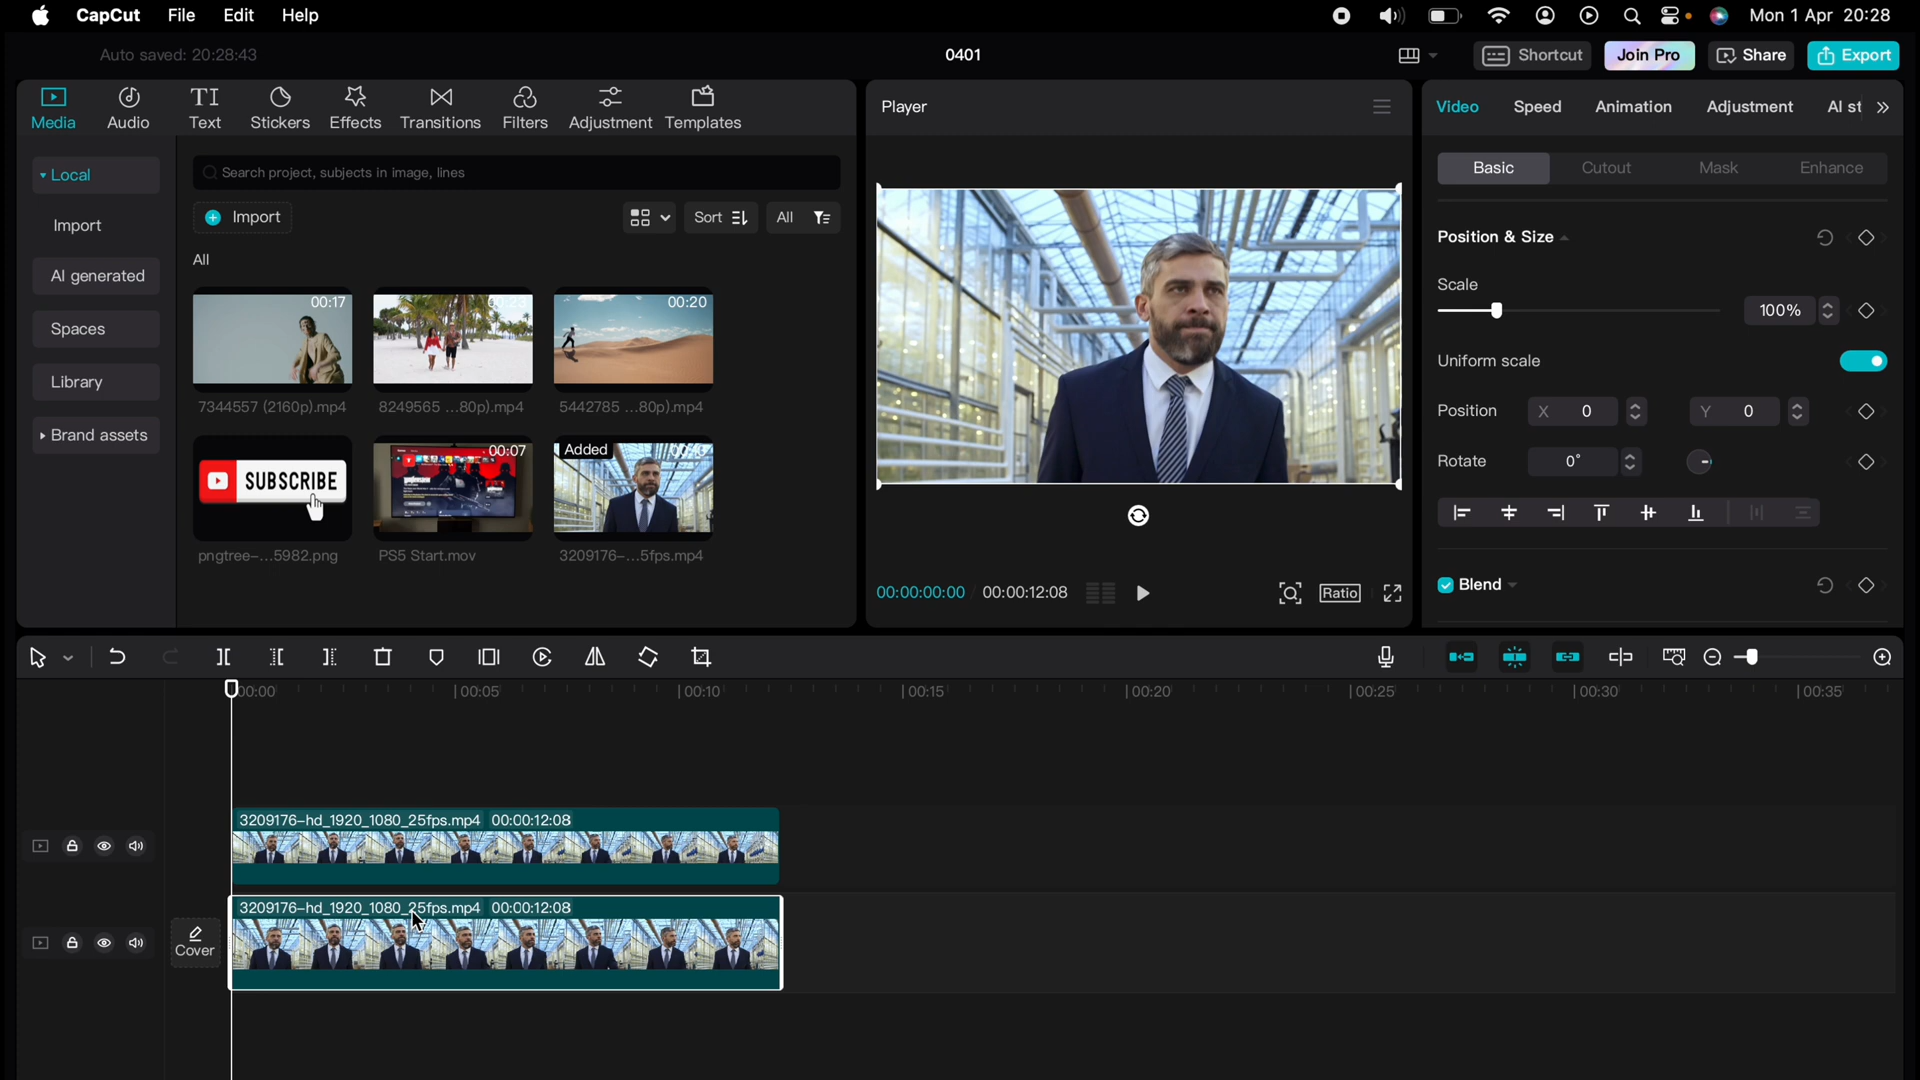 CapCut File Edit Help Mon 1 Apr 20:28
Auto saved: 20:28:43 0401 Shortcut Join Pro Share Export
Media Audio Text Stickers Effects Transitions Filters Adjustment Templates
Local
Import
AI generated
Spaces
Library
Brand assets
Search project, subjects in image, lines
Import Sort All
All
00:17 00:20
7344557 (2160p).mp4 8249565 ...80p).mp4 5442785 ...80p).mp4
SUBSCRIBE 00:07 Added
pngtree-...5982.png PS5 Start.mov 3209176-...5fps.mp4
Player
00:00:00:00 / 00:00:12:08 Ratio
Video Speed Animation Adjustment AI st
Basic Cutout Mask Enhance
Position & Size
Scale
100%
Uniform scale
Position X 0 Y 0
Rotate 0°
Blend
00:00 00:05 00:10 00:15 00:20 00:25 00:30 00:35
3209176-hd_1920_1080_25fps.mp4 00:00:12:08
Cover
3209176-hd_1920_1080_25fps.mp4 00:00:12:08